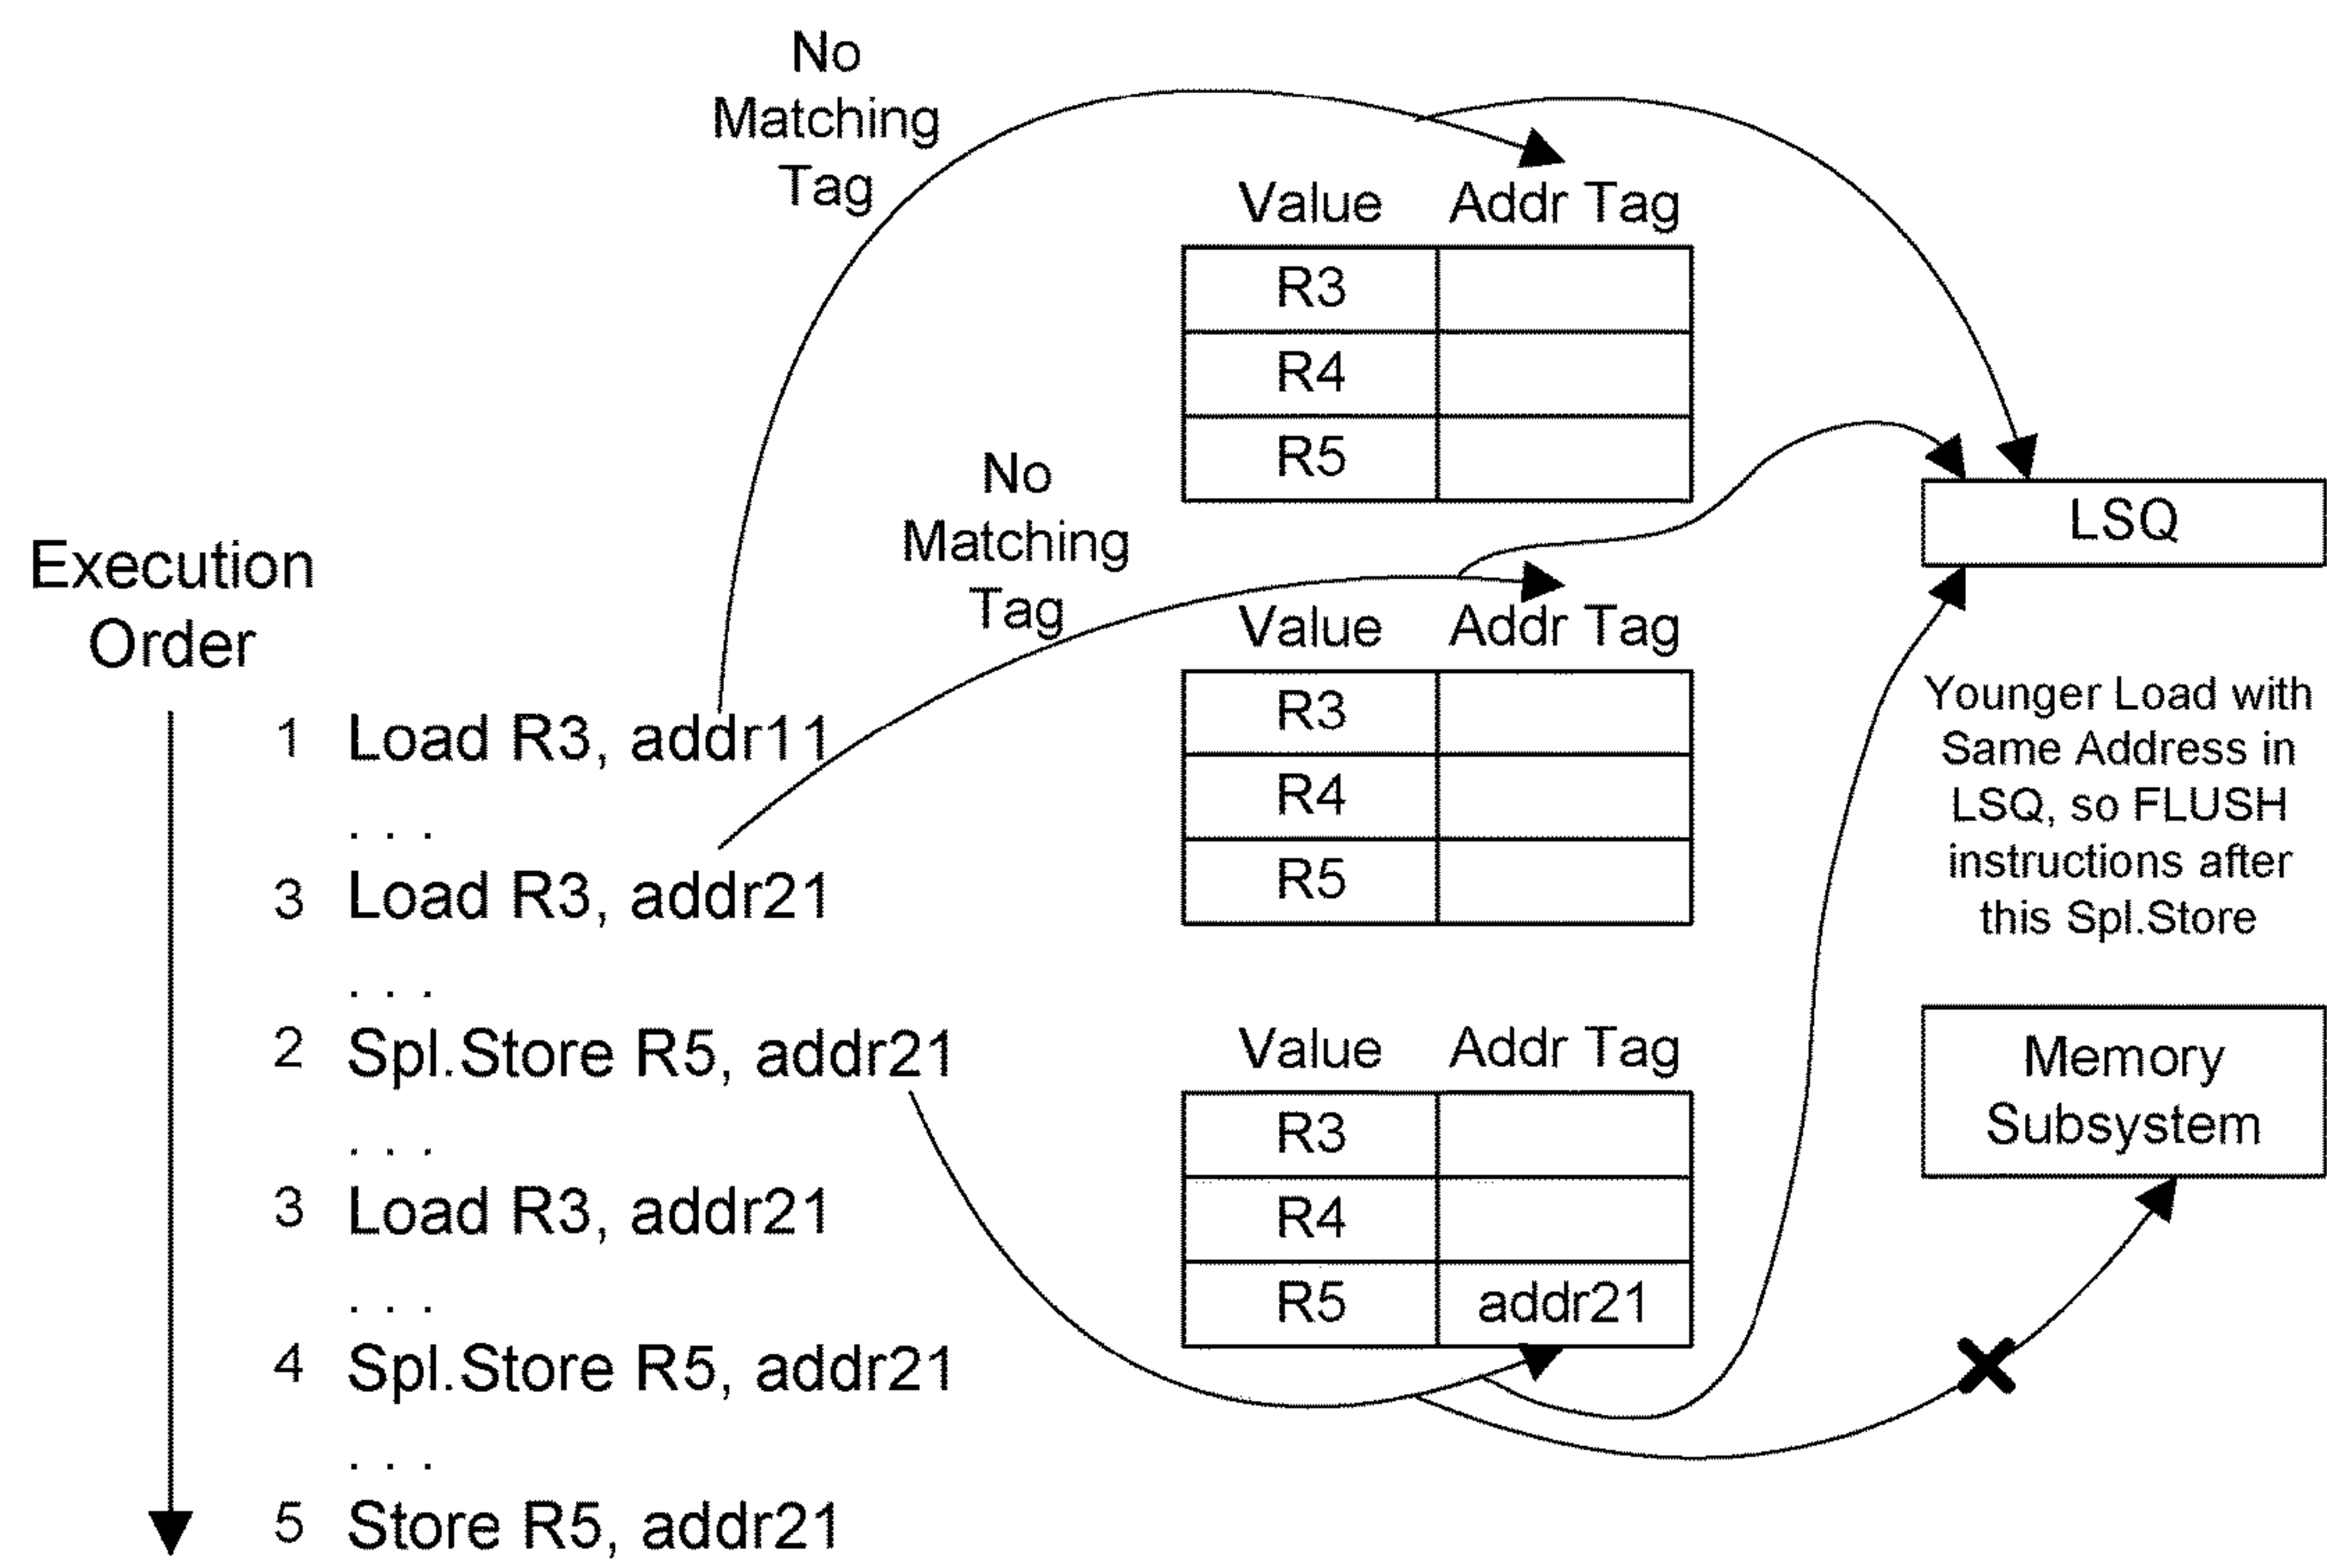 No
Matching
Tag
Value Addr Tag
R3
R4
R5
No
Matching
Tag
LSQ
Execution
Order
Value Addr Tag
R3
R4
R5
Younger Load with
Same Address in
LSQ, so FLUSH
instructions after
this Spl.Store
1 Load R3, addr11
. . .
3 Load R3, addr21
. . .
2 Spl.Store R5, addr21
. . .
3 Load R3, addr21
. . .
4 Spl.Store R5, addr21
. . .
5 Store R5, addr21
Value Addr Tag
R3
R4
R5 addr21
Memory
Subsystem